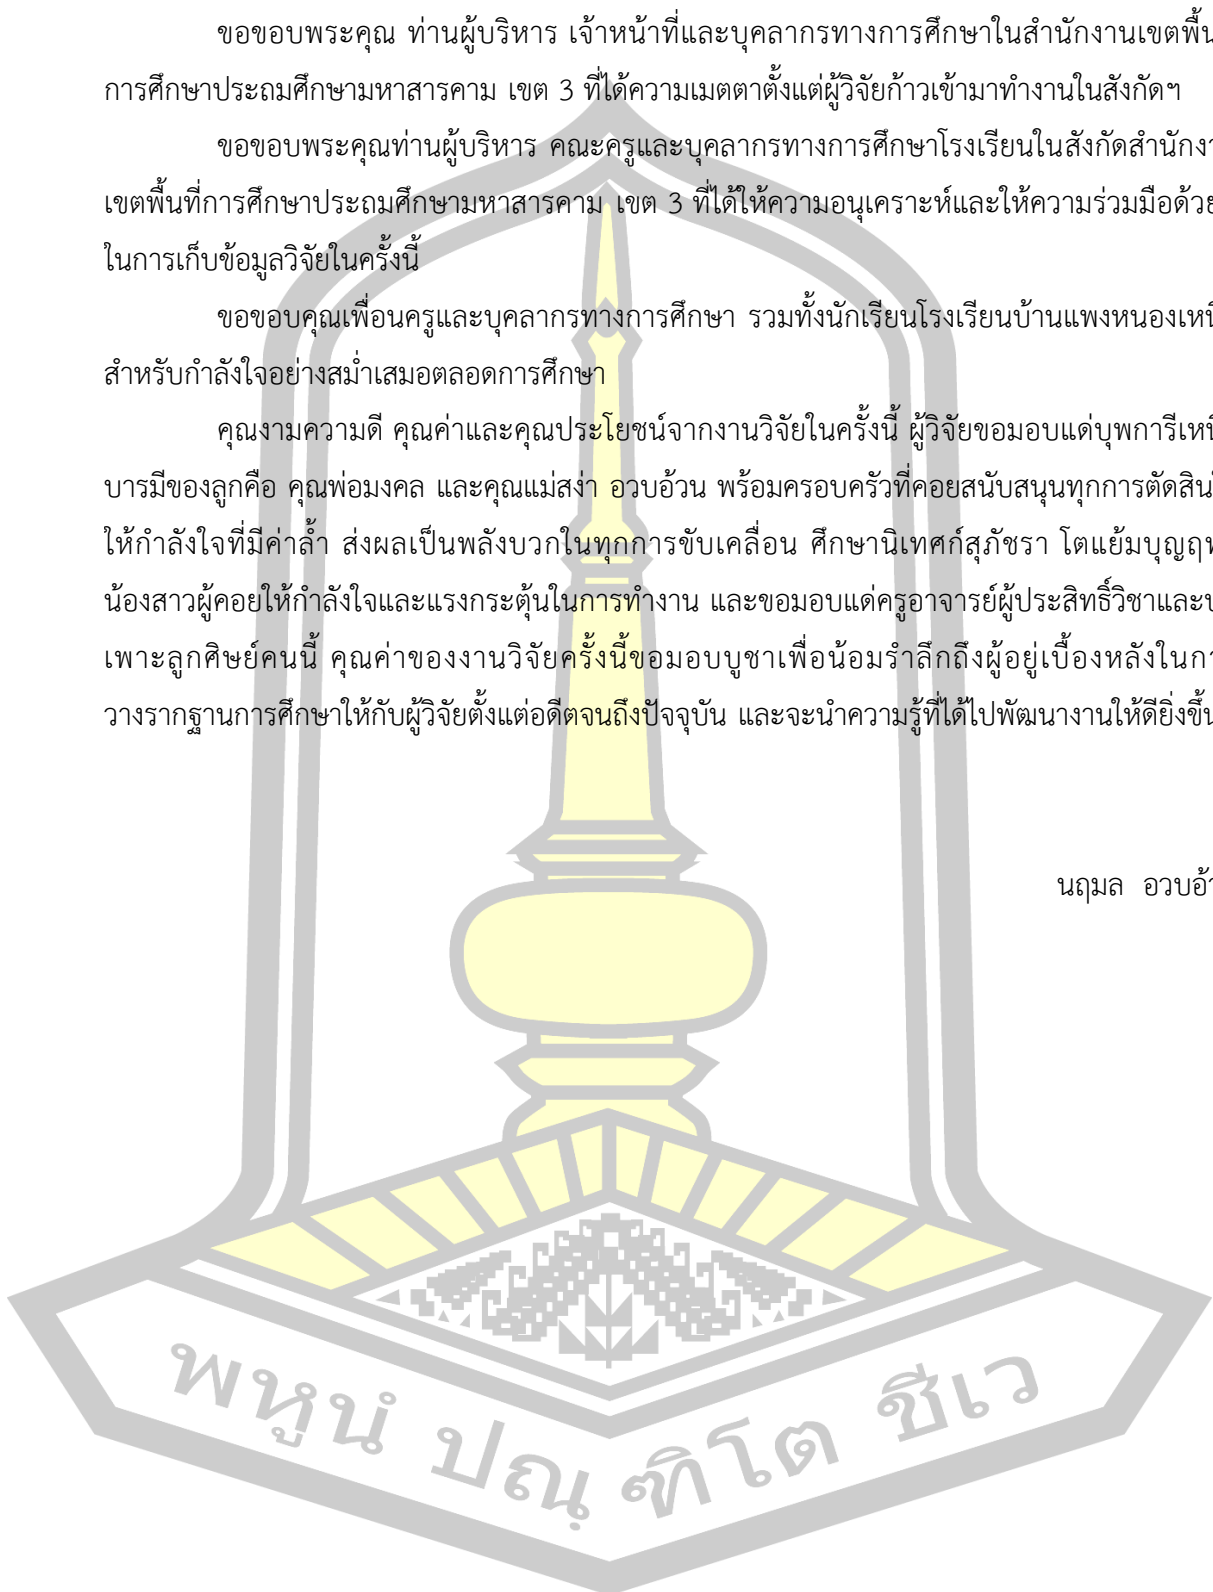 ขอขอบพระคุณ ท่านผู้บริหาร เจ้าหน้าที่และบุคลากรทางการศึกษาในสำนักงานเขตพื้น
การศึกษาประถมศึกษามหาสารคาม เขต 3 ที่ได้ความเมตตาตั้งแต่ผู้วิจัยก้าวเข้ามาทำงานในสังกัดฯ
ขอขอบพระคุณท่านผู้บริหาร คณะครูและบุคลากรทางการศึกษาโรงเรียนในสังกัดสำนักงา
เขตพื้นที่การศึกษาประถมศึกษามหาสารคาม เขต 3 ที่ได้ให้ความอนุเคราะห์และให้ความร่วมมือด้วย
ในการเก็บข้อมูลวิจัยในครั้งนี้
ขอขอบคุณเพื่อนครูและบุคลากรทางการศึกษา รวมทั้งนักเรียนโรงเรียนบ้านแพงหนองเหนื
สำหรับกำลังใจอย่างสม่ำเสมอตลอดการศึกษา
คุณงามความดี คุณค่าและคุณประโยชน์จากงานวิจัยในครั้งนี้ ผู้วิจัยขอมอบแด่บุพการีเหนื
บารมีของลูกคือ คุณพ่อมงคล และคุณแม่สง่า อวบอ้วน พร้อมครอบครัวที่คอยสนับสนุนทุกการตัดสิน
ให้กำลังใจที่มีค่าล้ำ ส่งผลเป็นพลังบวกในทุกการขับเคลื่อน ศึกษานิเทศก์สุภัชรา โตแย้มบุญฤท
น้องสาวผู้คอยให้กำลังใจและแรงกระตุ้นในการทำงาน และขอมอบแด่ครูอาจารย์ผู้ประสิทธิ์วิชาและบ
เพาะลูกศิษย์คนนี้ คุณค่าของงานวิจัยครั้งนี้ขอมอบบูชาเพื่อน้อมรำลึกถึงผู้อยู่เบื้องหลังในกา
วางรากฐานการศึกษาให้กับผู้วิจัยตั้งแต่อดีตจนถึงปัจจุบัน และจะนำความรู้ที่ได้ไปพัฒนางานให้ดียิ่งขึ้น
นฤมล อวบอ้ว
พหูนํ ปณฺฑิโต ชีเว